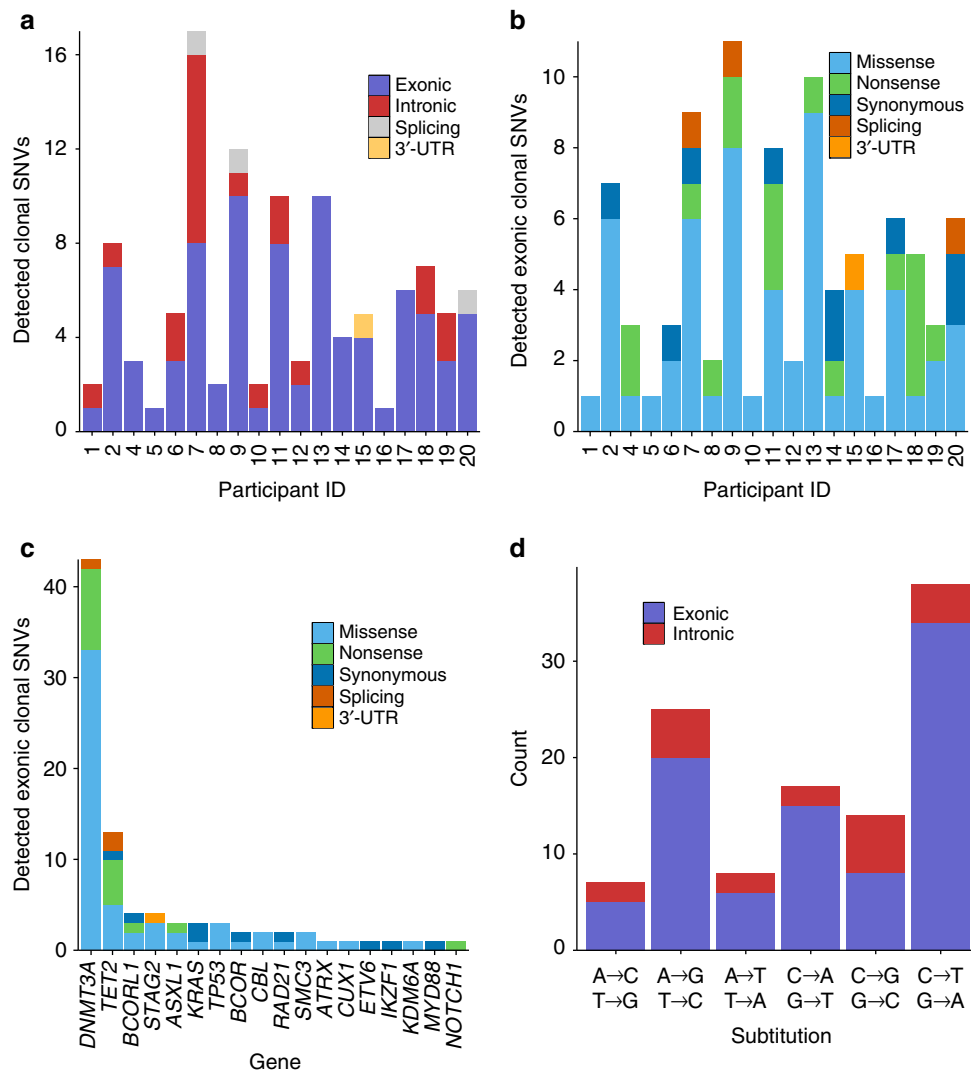 a
Detected clonal SNVs
16
12
8
4
0
Exonic
Intronic
Splicing
3′-UTR
1 2 4 5 6 7 8 9 10 11 12 13 14 15 16 17 18 19 20
Participant ID
b
Detected exonic clonal SNVs
10
8
6
4
2
0
Missense
Nonsense
Synonymous
Splicing
3′-UTR
1 2 4 5 6 7 8 9 10 11 12 13 14 15 16 17 18 19 20
Participant ID
c
Detected exonic clonal SNVs
40
30
20
10
0
Missense
Nonsense
Synonymous
Splicing
3′-UTR
DNMT3A
TET2
BCORL1
STAG2
ASXL1
KRAS
TP53
BCOR
CBL
RAD21
SMC3
ATRX
CUX1
ETV6
IKZF1
KDM6A
MYD88
NOTCH1
Gene
d
Count
30
20
10
0
Exonic
Intronic
A→C A→G A→T C→A C→G C→T
T→G T→C T→A G→T G→C G→A
Subtitution